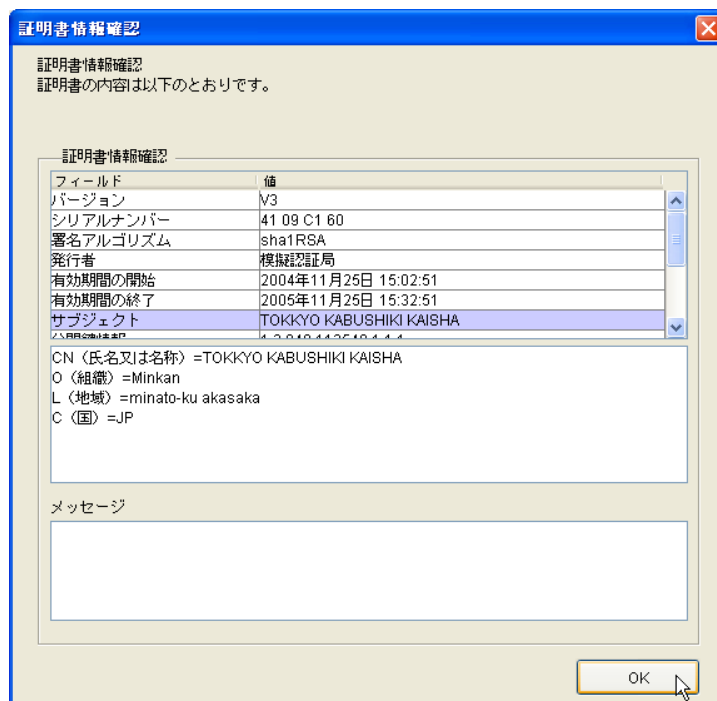 証明書情報確認
証明書情報確認
証明書の内容は以下のとおりです。
証明書情報確認
フィールド 値
バージョン V3
シリアルナンバー 41 09 C1 60
署名アルゴリズム sha1RSA
発行者 模擬認証局
有効期間の開始 2004年11月25日 15:02:51
有効期間の終了 2005年11月25日 15:32:51
サブジェクト TOKKYO KABUSHIKI KAISHA
CN（氏名又は名称）=TOKKYO KABUSHIKI KAISHA
O（組織）=Minkan
L（地域）=minato-ku akasaka
C（国）=JP
メッセージ
OK